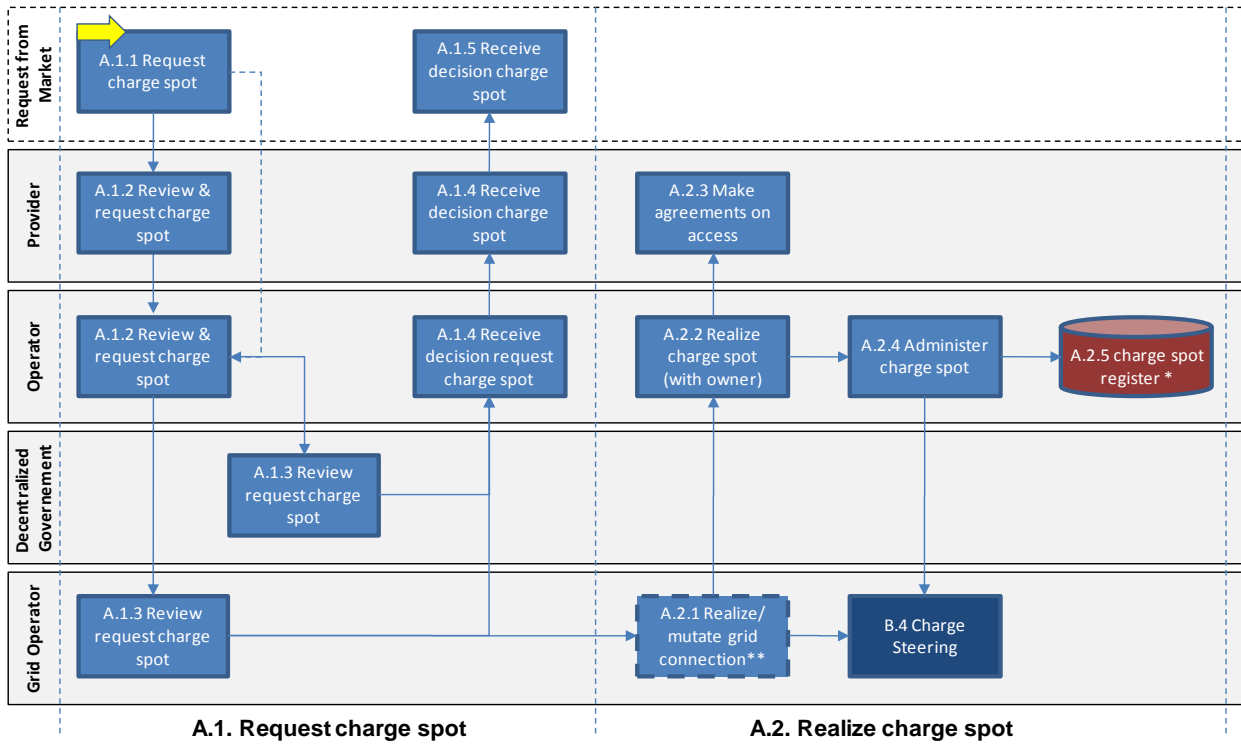 Request from
Market
A.1.1 Request
charge spot
A.1.5 Receive
decision charge
spot
Provider
A.1.2 Review &
request charge
spot
A.1.4 Receive
decision charge
spot
A.2.3 Make
agreements on
access
Operator
A.1.2 Review &
request charge
spot
A.1.4 Receive
decision request
charge spot
A.2.2 Realize
charge spot
(with owner)
A.2.4 Administer
charge spot
A.2.5 charge spot
register *
Decentralized
Governement
A.1.3 Review
request charge
spot
Grid Operator
A.1.3 Review
request charge
spot
A.2.1 Realize/
mutate grid
connection**
B.4 Charge
Steering
A.1. Request charge spot
A.2. Realize charge spot